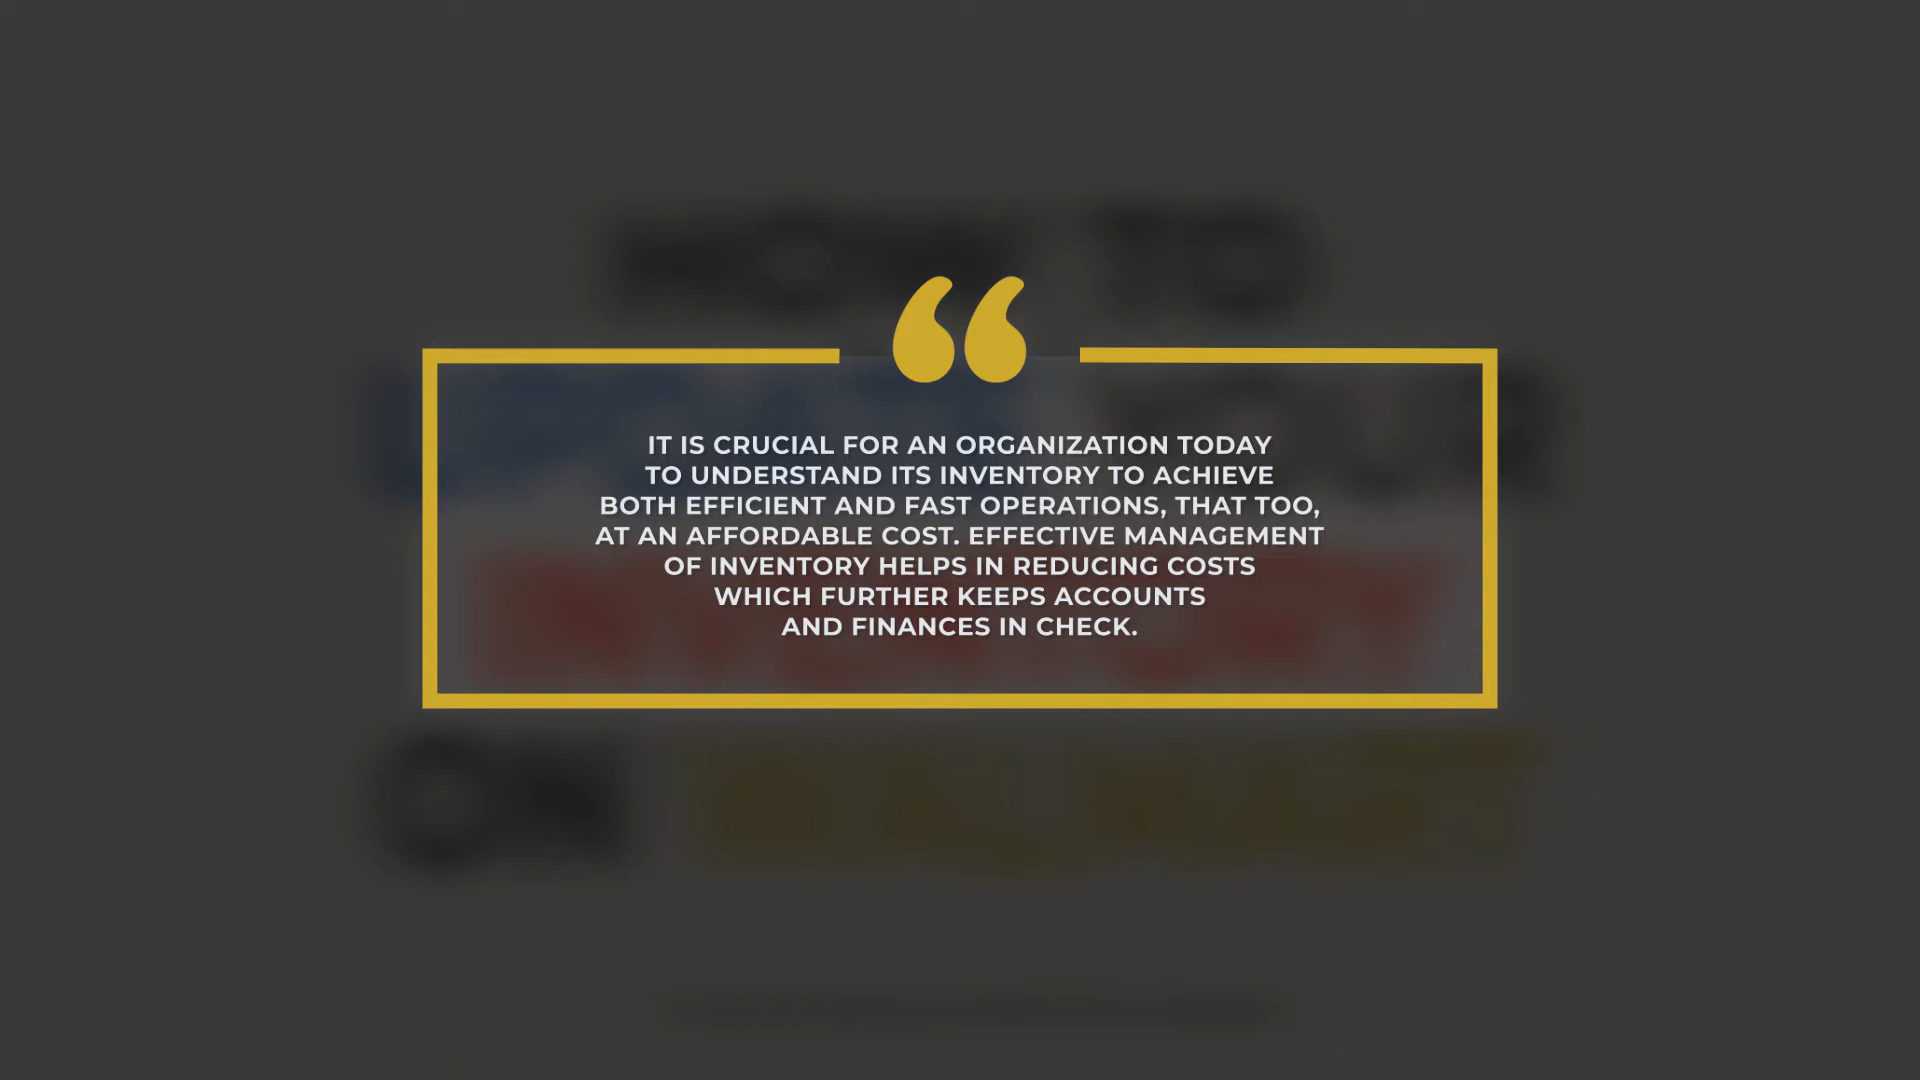 IT IS CRUCIAL FOR AN ORGANIZATION TODAY
TO UNDERSTAND ITS INVENTORY TO ACHIEVE
BOTH EFFICIENT AND FAST OPERATIONS, THAT TOO,
AT AN AFFORDABLE COST. EFFECTIVE MANAGEMENT
OF INVENTORY HELPS IN REDUCING COSTS
WHICH FURTHER KEEPS ACCOUNTS
AND FINANCES IN CHECK.